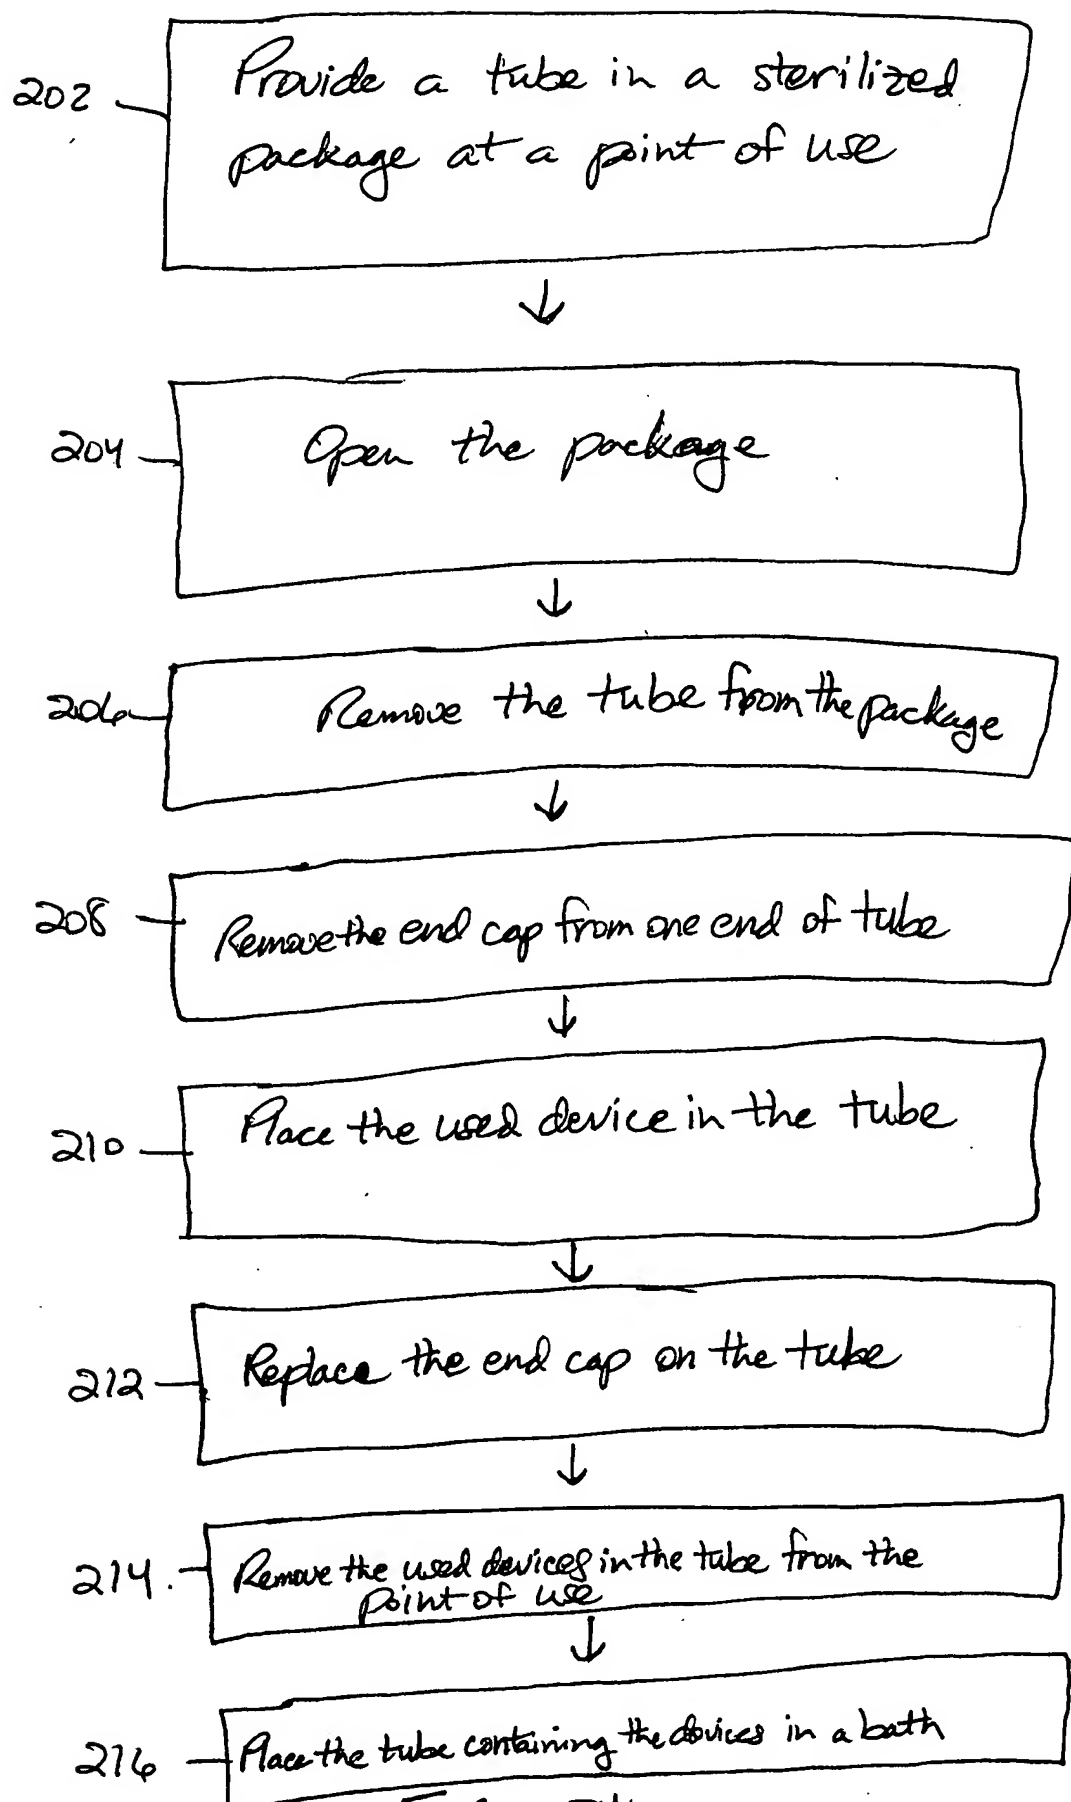 202
Provide a tube in a sterilized
package at a point of use
204
Open the package
206
Remove the tube from the package
208
Remove the end cap from one end of tube
210
Place the used device in the tube
212
Replace the end cap on the tube
214.
Remove the used devices in the tube from the
point of use
216
Place the tube containing the devices in a bath